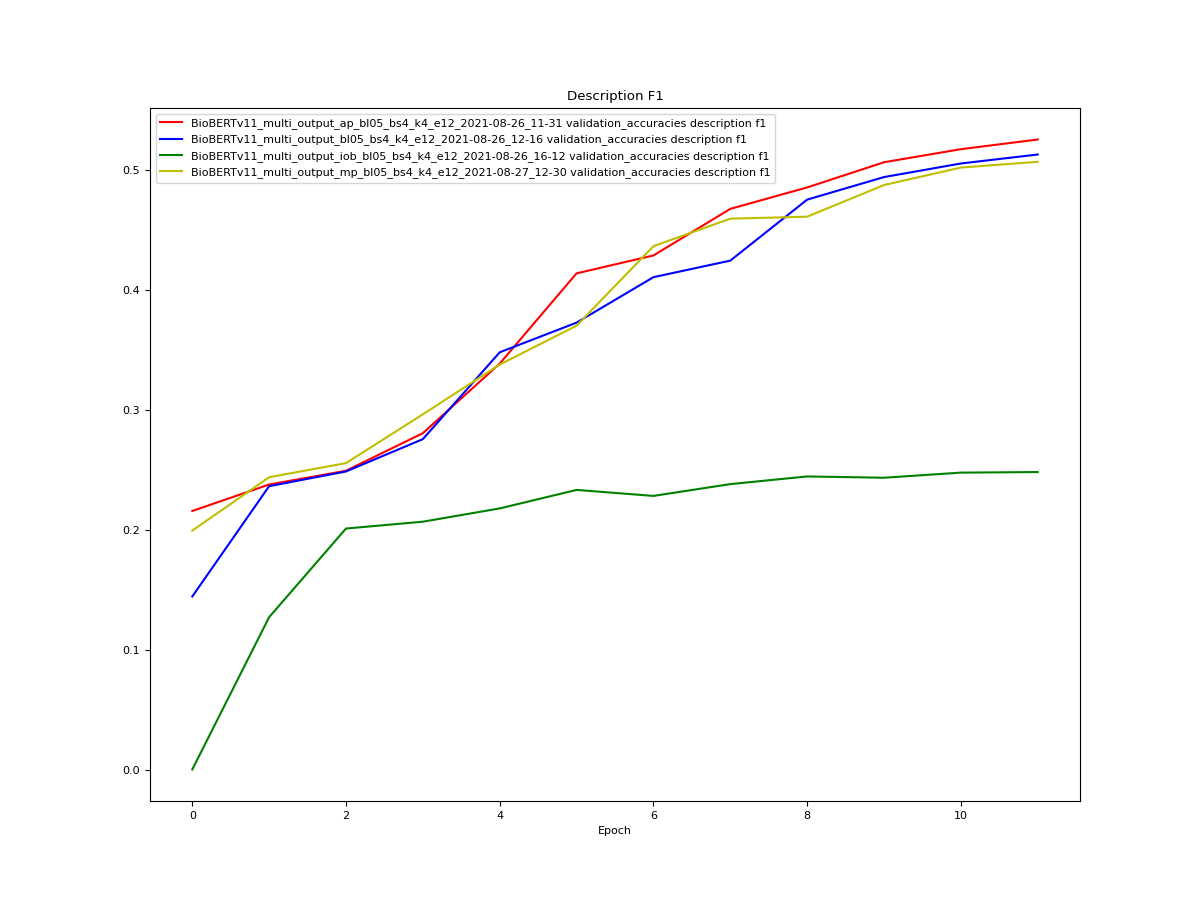 Description F1
BioBERTv11_multi_output_ap_bl05_bs4_k4_e12_2021-08-26_11-31 validation_accuracies description f1
BioBERTv11_multi_output_bl05_bs4_k4_e12_2021-08-26_12-16 validation_accuracies description f1
BioBERTv11_multi_output_iob_bl05_bs4_k4_e12_2021-08-26_16-12 validation_accuracies description f1
BioBERTv11_multi_output_mp_bl05_bs4_k4_e12_2021-08-27_12-30 validation_accuracies description f1
0.5
0.4
0.3
0.2
0.1
0.0
0 2 4 6 8 10
Epoch